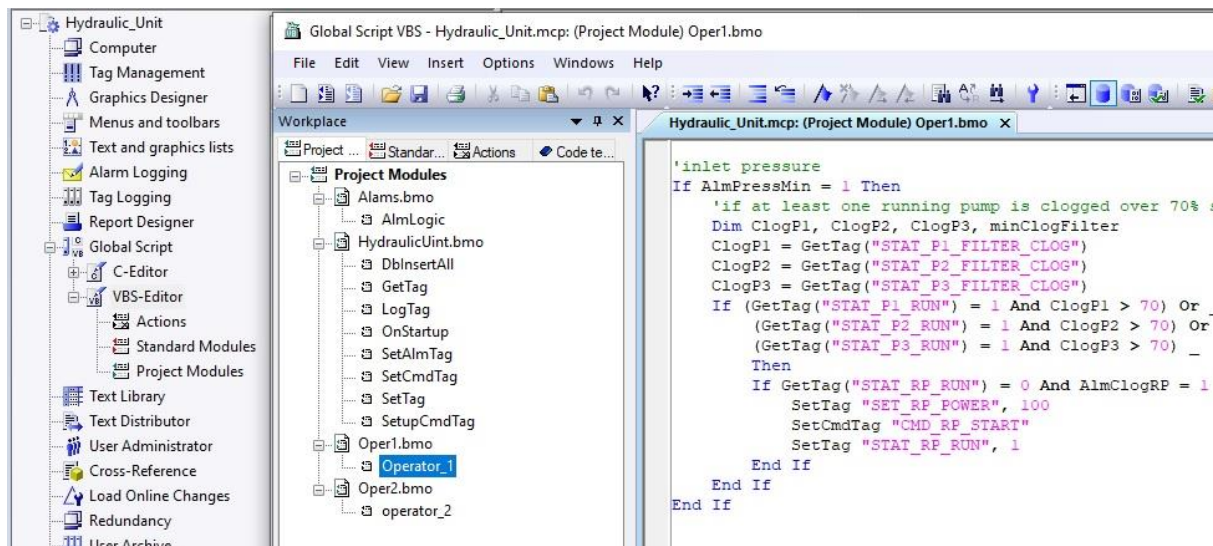 Hydraulic_Unit
Computer
Tag Management
Graphics Designer
Menus and toolbars
Text and graphics lists
Alarm Logging
Tag Logging
Report Designer
Global Script
C-Editor
VBS-Editor
Actions
Standard Modules
Project Modules
Text Library
Text Distributor
User Administrator
Cross-Reference
Load Online Changes
Redundancy
User Archive
Global Script VBS - Hydraulic_Unit.mcp: (Project Module) Oper1.bmo
File Edit View Insert Options Windows Help
Workplace
Project ... Standar... Actions Code te...
Project Modules
Alams.bmo
AlmLogic
HydraulicUint.bmo
DbInsertAll
GetTag
LogTag
OnStartup
SetAlmTag
SetCmdTag
SetTag
SetupCmdTag
Oper1.bmo
Operator_1
Oper2.bmo
operator_2
Hydraulic_Unit.mcp: (Project Module) Oper1.bmo
'inlet pressure
If AlmPressMin = 1 Then
'if at least one running pump is clogged over 70%
Dim ClogP1, ClogP2, ClogP3, minClogFilter
ClogP1 = GetTag("STAT_P1_FILTER_CLOG")
ClogP2 = GetTag("STAT_P2_FILTER_CLOG")
ClogP3 = GetTag("STAT_P3_FILTER_CLOG")
If (GetTag("STAT_P1_RUN") = 1 And ClogP1 > 70) Or _
(GetTag("STAT_P2_RUN") = 1 And ClogP2 > 70) Or
(GetTag("STAT_P3_RUN") = 1 And ClogP3 > 70) _
Then
If GetTag("STAT_RP_RUN") = 0 And AlmClogRP = 1
SetTag "SET_RP_POWER", 100
SetCmdTag "CMD_RP_START"
SetTag "STAT_RP_RUN", 1
End If
End If
End If